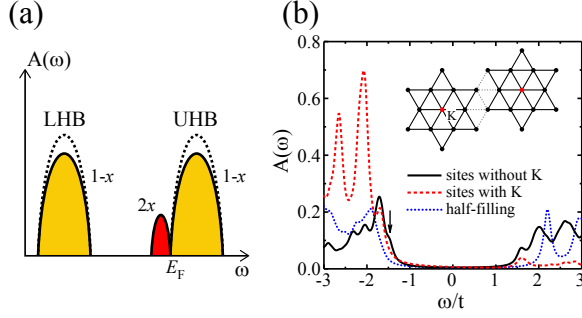 (a)
A(ω)
LHB
UHB
1-x
2x
1-x
E_F
ω
(b)
0.8
0.6
0.4
0.2
0.0
A(ω)
K
sites without K
sites with K
half-filling
-3 -2 -1 0 1 2 3
ω/t